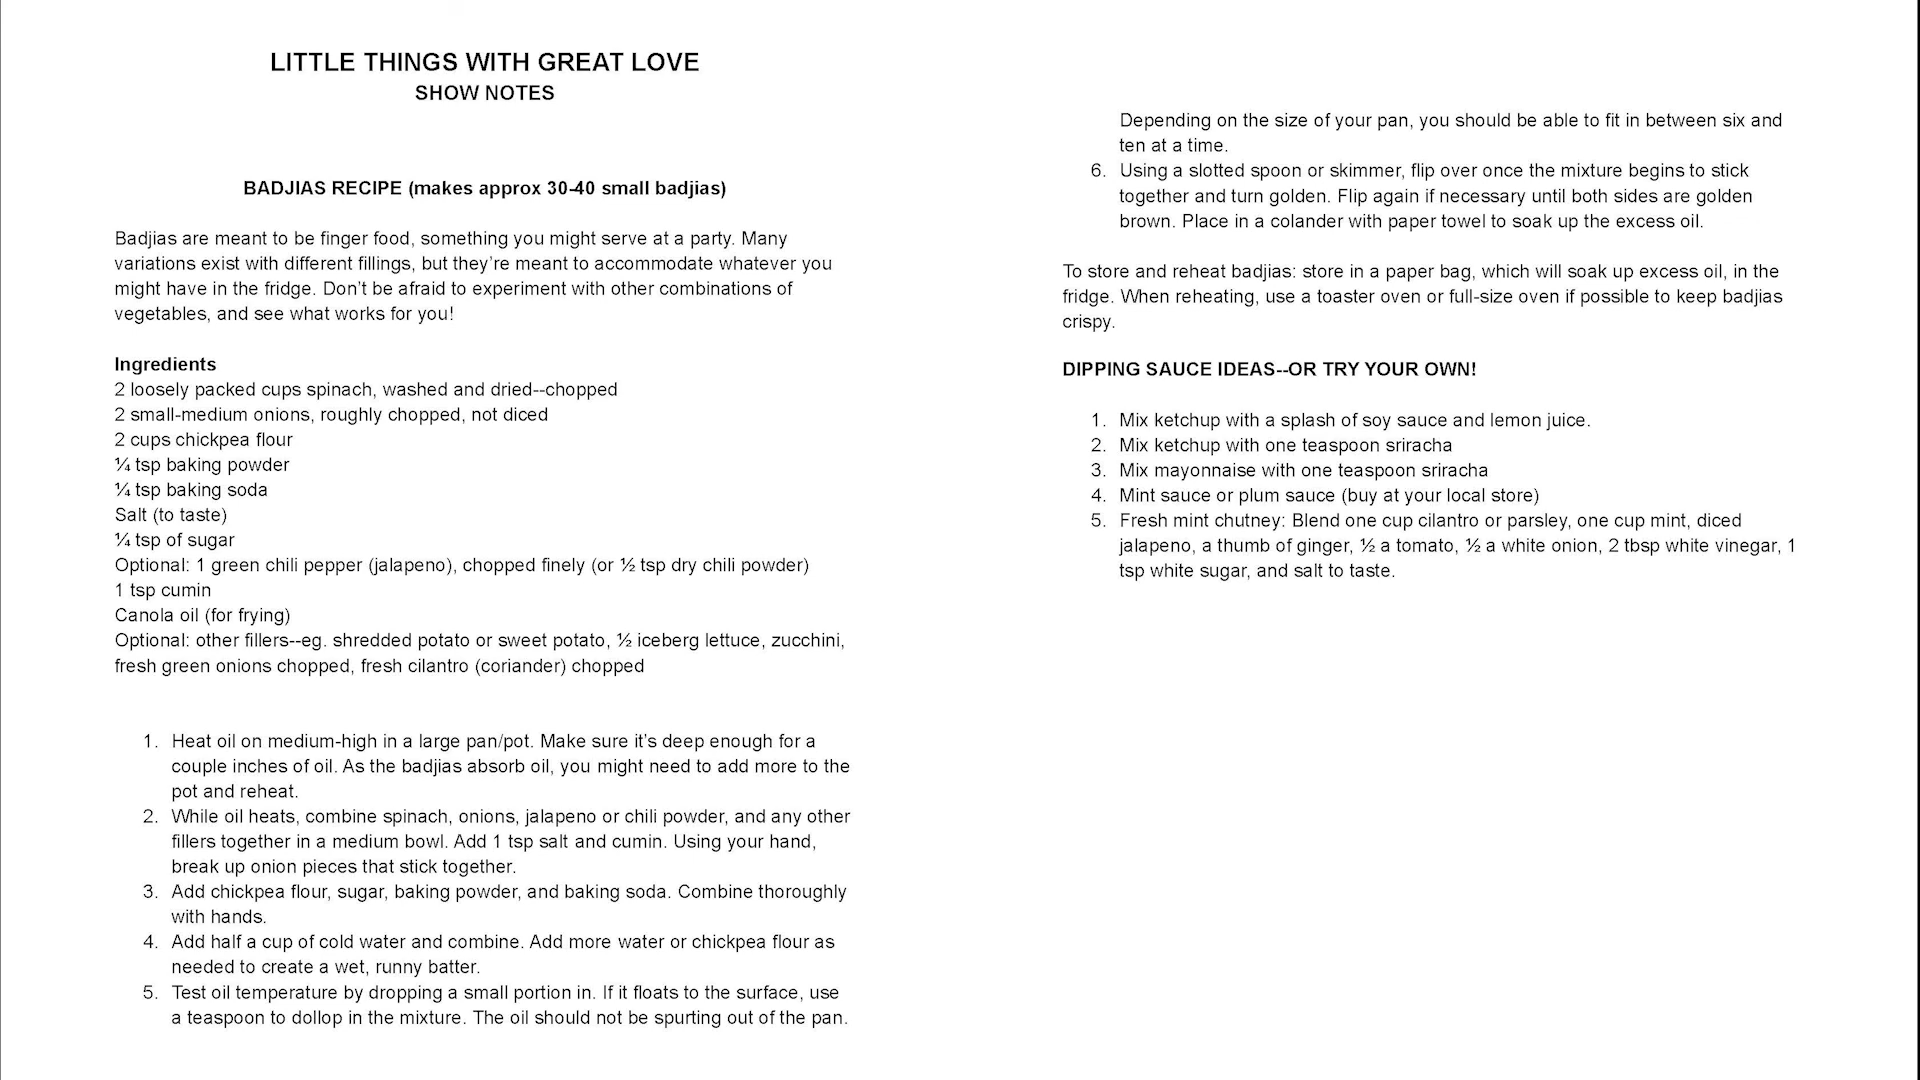 LITTLE THINGS WITH GREAT LOVE
SHOW NOTES
BADJIAS RECIPE (makes approx 30-40 small badjias)
Badjias are meant to be finger food, something you might serve at a party. Many
variations exist with different fillings, but they're meant to accommodate whatever you
might have in the fridge. Don't be afraid to experiment with other combinations of
vegetables, and see what works for you!
Ingredients
2 loosely packed cups spinach, washed and dried--chopped
2 small-medium onions, roughly chopped, not diced
2 cups chickpea flour
¼ tsp baking powder
¼ tsp baking soda
Salt (to taste)
¼ tsp of sugar
Optional: 1 green chili pepper (jalapeno), chopped finely (or ½ tsp dry chili powder)
1 tsp cumin
Canola oil (for frying)
Optional: other fillers--eg. shredded potato or sweet potato, ½ iceberg lettuce, zucchini,
fresh green onions chopped, fresh cilantro (coriander) chopped
1. Heat oil on medium-high in a large pan/pot. Make sure it's deep enough for a
couple inches of oil. As the badjias absorb oil, you might need to add more to the
pot and reheat.
2. While oil heats, combine spinach, onions, jalapeno or chili powder, and any other
fillers together in a medium bowl. Add 1 tsp salt and cumin. Using your hand,
break up onion pieces that stick together.
3. Add chickpea flour, sugar, baking powder, and baking soda. Combine thoroughly
with hands.
4. Add half a cup of cold water and combine. Add more water or chickpea flour as
needed to create a wet, runny batter.
5. Test oil temperature by dropping a small portion in. If it floats to the surface, use
a teaspoon to dollop in the mixture. The oil should not be spurting out of the pan.
Depending on the size of your pan, you should be able to fit in between six and
ten at a time.
6. Using a slotted spoon or skimmer, flip over once the mixture begins to stick
together and turn golden. Flip again if necessary until both sides are golden
brown. Place in a colander with paper towel to soak up the excess oil.
To store and reheat badjias: store in a paper bag, which will soak up excess oil, in the
fridge. When reheating, use a toaster oven or full-size oven if possible to keep badjias
crispy.
DIPPING SAUCE IDEAS--OR TRY YOUR OWN!
1. Mix ketchup with a splash of soy sauce and lemon juice.
2. Mix ketchup with one teaspoon sriracha
3. Mix mayonnaise with one teaspoon sriracha
4. Mint sauce or plum sauce (buy at your local store)
5. Fresh mint chutney: Blend one cup cilantro or parsley, one cup mint, diced
jalapeno, a thumb of ginger, ½ a tomato, ½ a white onion, 2 tbsp white vinegar, 1
tsp white sugar, and salt to taste.